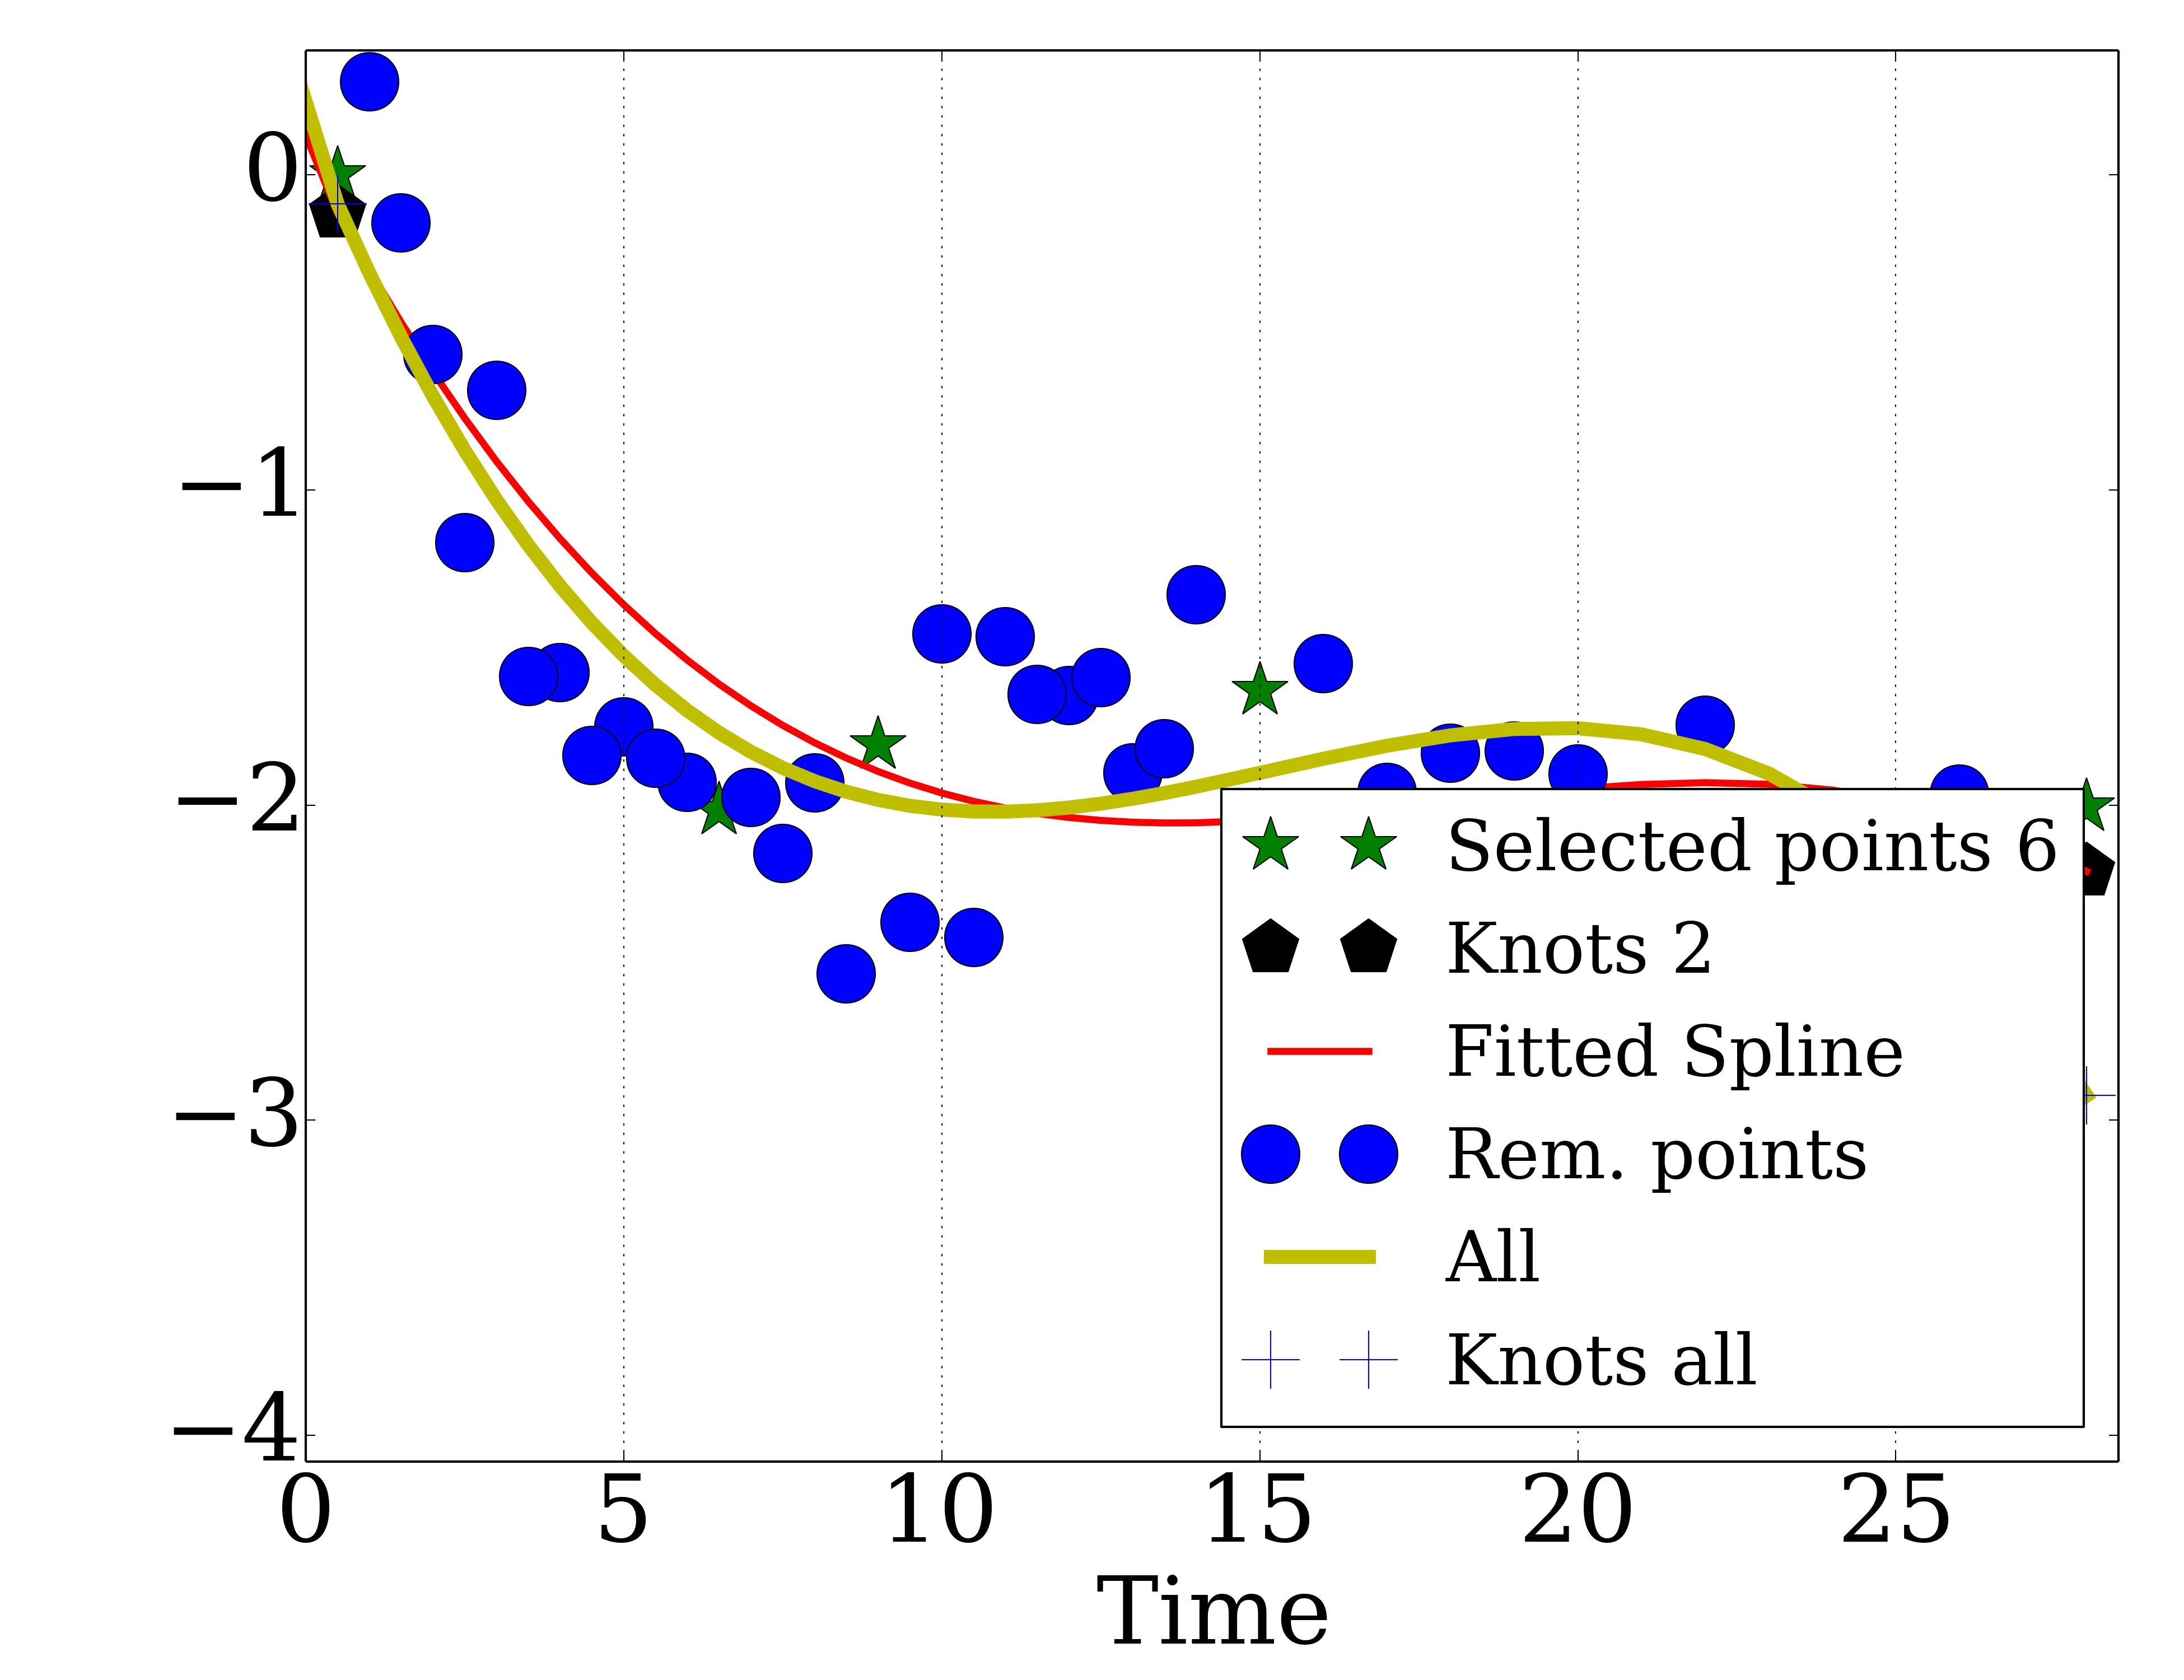 0
−1
−2
−3
−4
Selected points 6
Knots 2
Fitted Spline
Rem. points
All
Knots all
0 5 10 15 20 25
Time